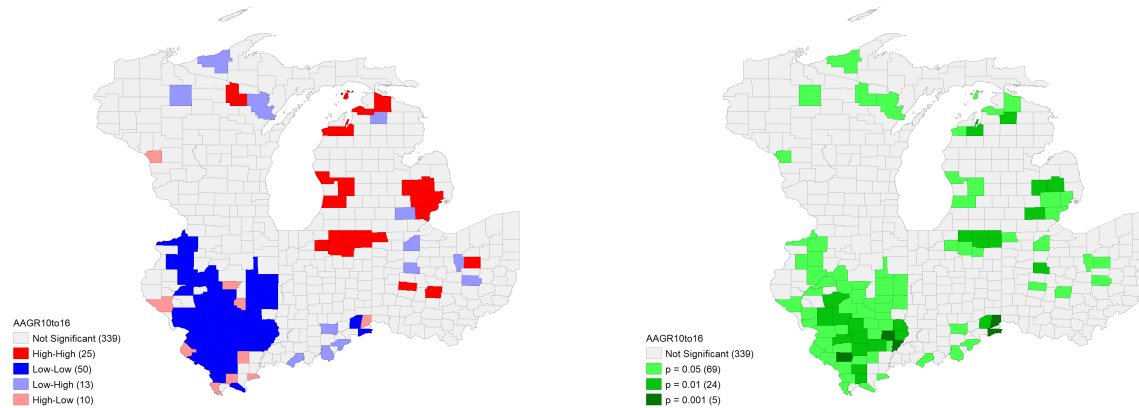 AAGR10to16
Not Significant (339)
High-High (25)
Low-Low (50)
Low-High (13)
High-Low (10)
AAGR10to16
Not Significant (339)
p = 0.05 (69)
p = 0.01 (24)
p = 0.001 (5)